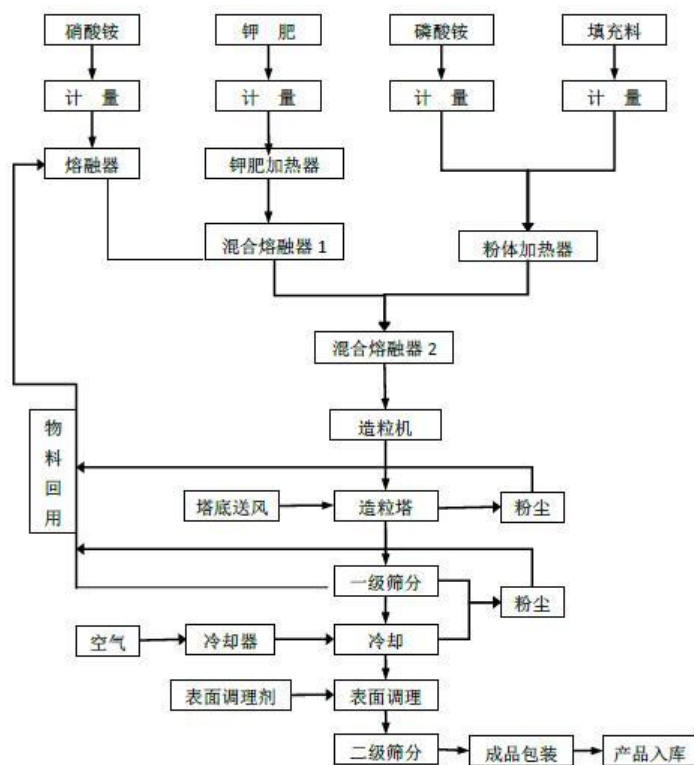 硝酸铵
钾 肥
磷酸铵
填充料
计 量
计 量
计 量
计 量
熔融器
钾肥加热器
混合熔融器 1
粉体加热器
混合熔融器 2
造粒机
物
料
回
用
塔底送风
造粒塔
粉尘
一级筛分
粉尘
空气
冷却器
冷却
表面调理剂
表面调理
二级筛分
成品包装
产品入库